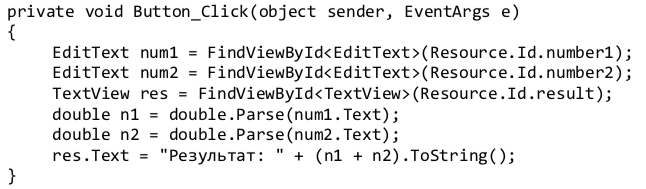 private void Button_Click(object sender, EventArgs e)
{
EditText num1 = FindViewById<EditText>(Resource.Id.number1);
EditText num2 = FindViewById<EditText>(Resource.Id.number2);
TextView res = FindViewById<TextView>(Resource.Id.result);
double n1 = double.Parse(num1.Text);
double n2 = double.Parse(num2.Text);
res.Text = "Результат: " + (n1 + n2).ToString();
}